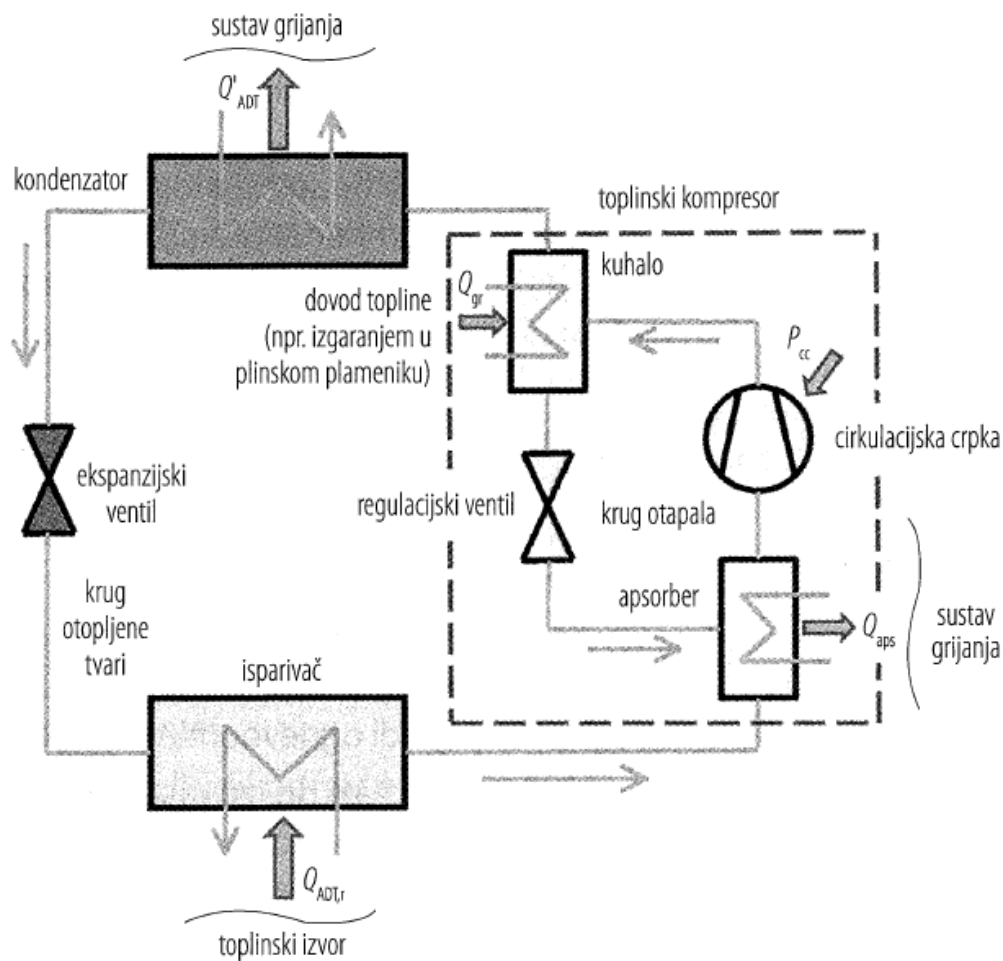 sustav grijanja
Q'ADT
kondenzator
toplinski kompresor
kuhalo
Qgr
dovod topline
(npr. izgaranjem u
plinskom plameniku)
Pcc
cirkulacijska crpka
ekspanzijski
ventil
regulacijski ventil
krug otapala
krug
otopljene
tvari
apsorber
Qaps
sustav
grijanja
isparivač
QADT,r
toplinski izvor